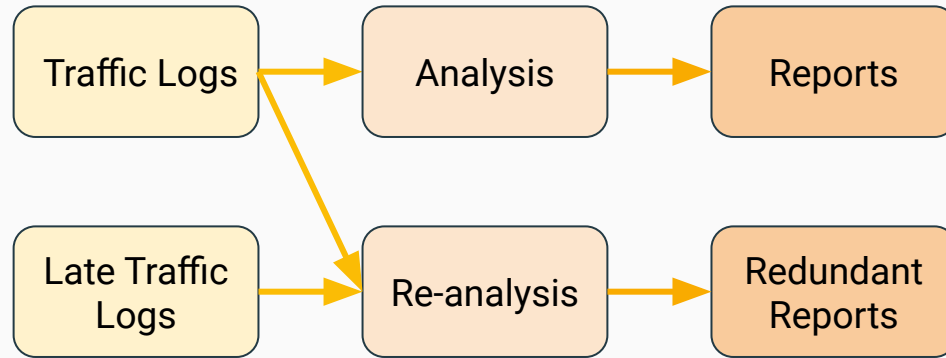 Traffic Logs
Analysis
Reports
Late Traffic
Logs
Re-analysis
Redundant
Reports